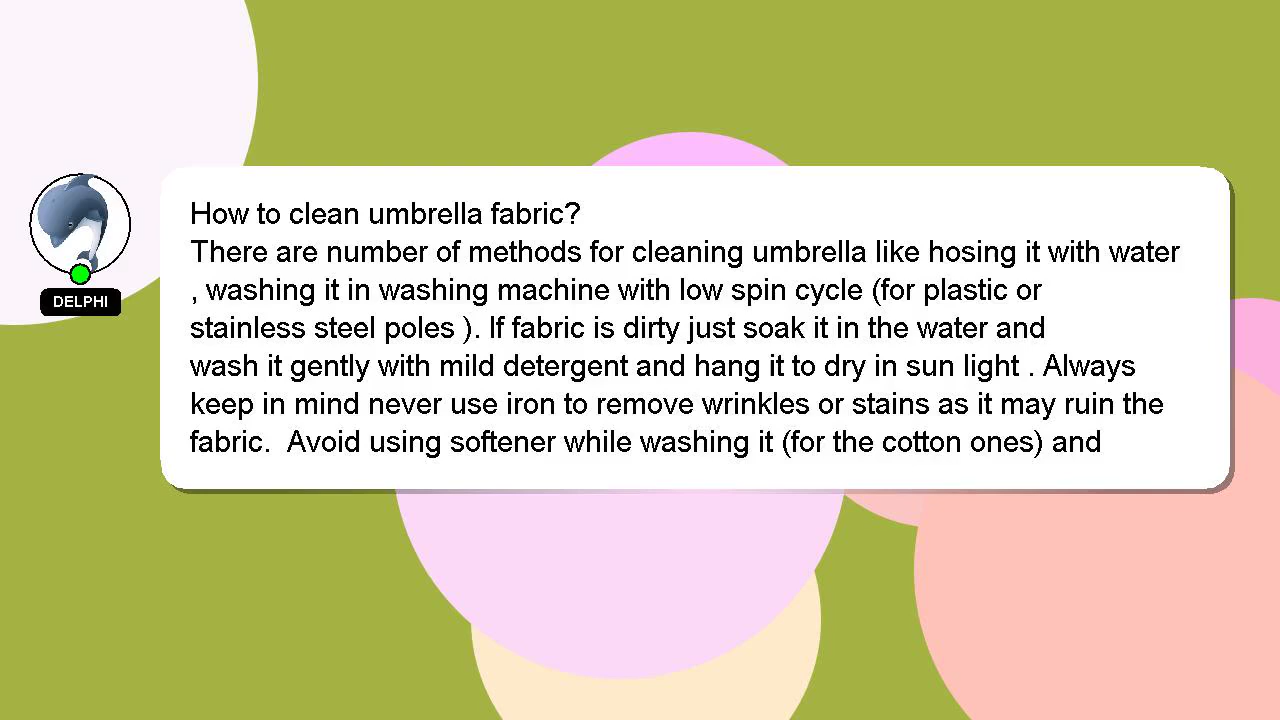 How to clean umbrella fabric?
There are number of methods for cleaning umbrella like hosing it with water
, washing it in washing machine with low spin cycle (for plastic or
stainless steel poles ). If fabric is dirty just soak it in the water and
wash it gently with mild detergent and hang it to dry in sun light . Always
keep in mind never use iron to remove wrinkles or stains as it may ruin the
fabric.  Avoid using softener while washing it (for the cotton ones) and
DELPHI